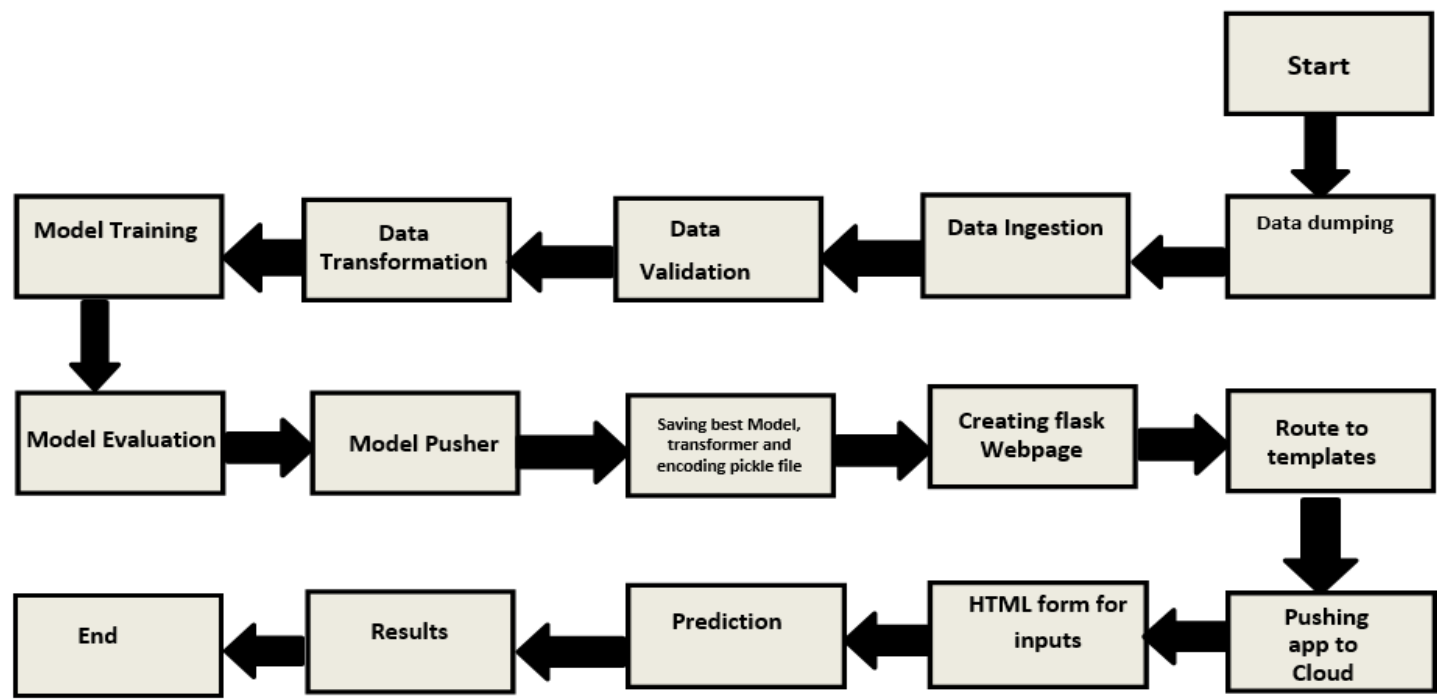 Start
Data dumping
Data Ingestion
Data
Validation
Data
Transformation
Model Training
Model Evaluation
Model Pusher
Saving best Model,
transformer and
encoding pickle file
Creating flask
Webpage
Route to
templates
Pushing
app to
Cloud
HTML form for
inputs
Prediction
Results
End